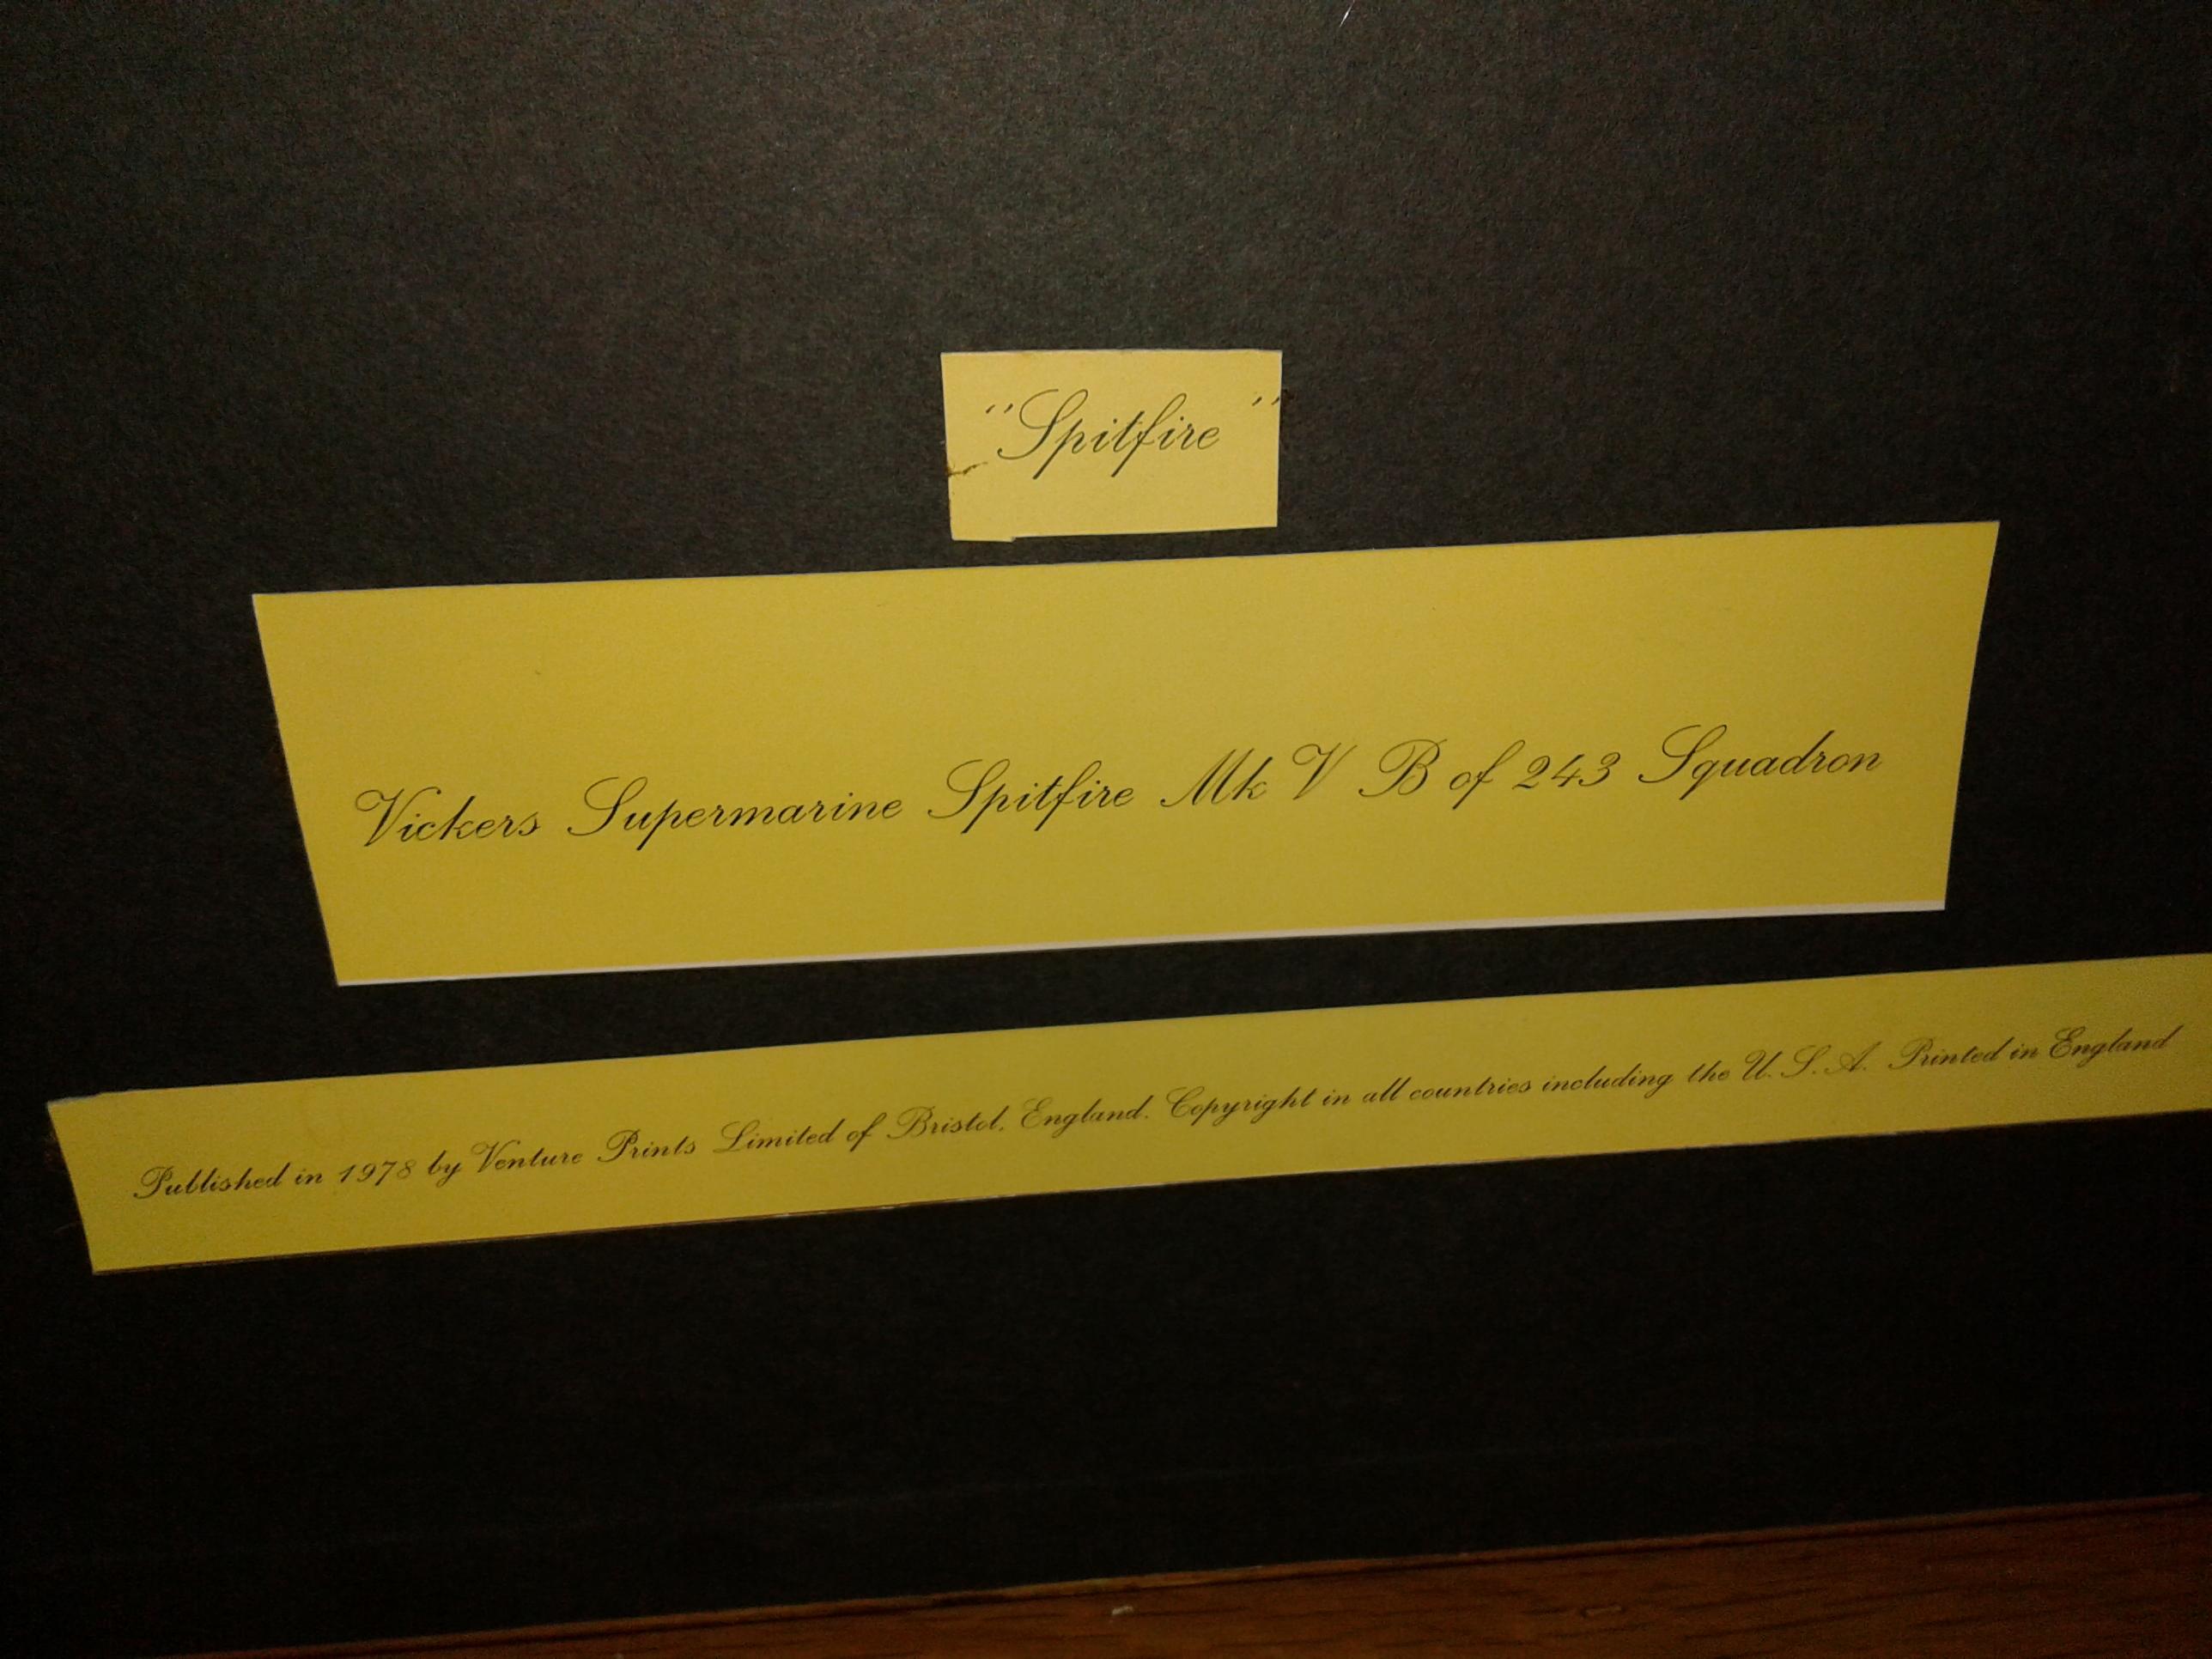 "Spitfire"
Vickers Supermarine Spitfire Mk V B of 243 Squadron
Published in 1978 by Venture Prints Limited of Bristol, England. Copyright in all countries including the U.S.A. Printed in England